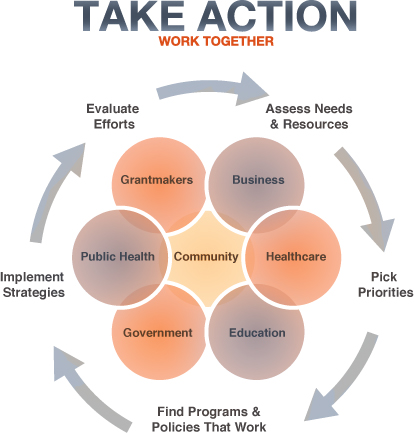 TAKE ACTION
WORK TOGETHER
Evaluate
Efforts
Assess Needs
& Resources
Grantmakers
Business
Public Health
Community
Healthcare
Implement
Strategies
Pick
Priorities
Government
Education
Find Programs &
Policies That Work